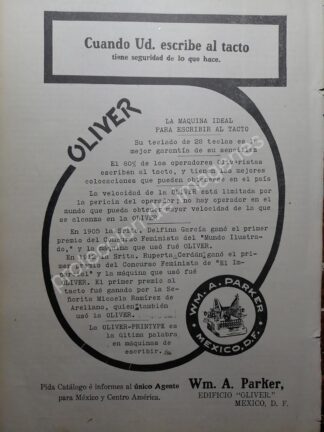 Cuando Ud. escribe al tacto
tiene seguridad de lo que hace.
OLIVER
LA MAQUINA IDEAL
PARA ESCRIBIR AL TACTO
Su teclado de 28 teclas es la
mejor garantía de su
El 80% de los operadores Oliveristas
escriben al tacto, y tienen las mejores
colocaciones que pueden obtenerse en el país
La velocidad de la OLIVER está limitada por
la pericia del operador; no hay operador en el
mundo que pueda obtener mayor velocidad de la que
se alcanza en la OLIVER.
En 1900 la Delfina García ganó el primer
premio del Concurso Feminista del "Mundo Ilustra-
do," y la máquina que usó fué OLIVER.
En la Srita. Ruperta Cerdán ganó el pri-
mer premio del Concurso Feminista de "El Im-
parcial" y la máquina que usó fué
OLIVER. El primer premio al
tacto fué ganado por la Se-
ñorita Micaela Ramírez de
Arellano, quien también
usó la OLIVER.
La OLIVER-PRINTYPE es
la última palabra
en máquinas de
escribir.
WM. A. PARKER
MEXICO, D.F.
Pida Catálogo é informes al único Agente
para México y Centro América.
Wm. A. Parker,
EDIFICIO "OLIVER."
MEXICO, D. F.